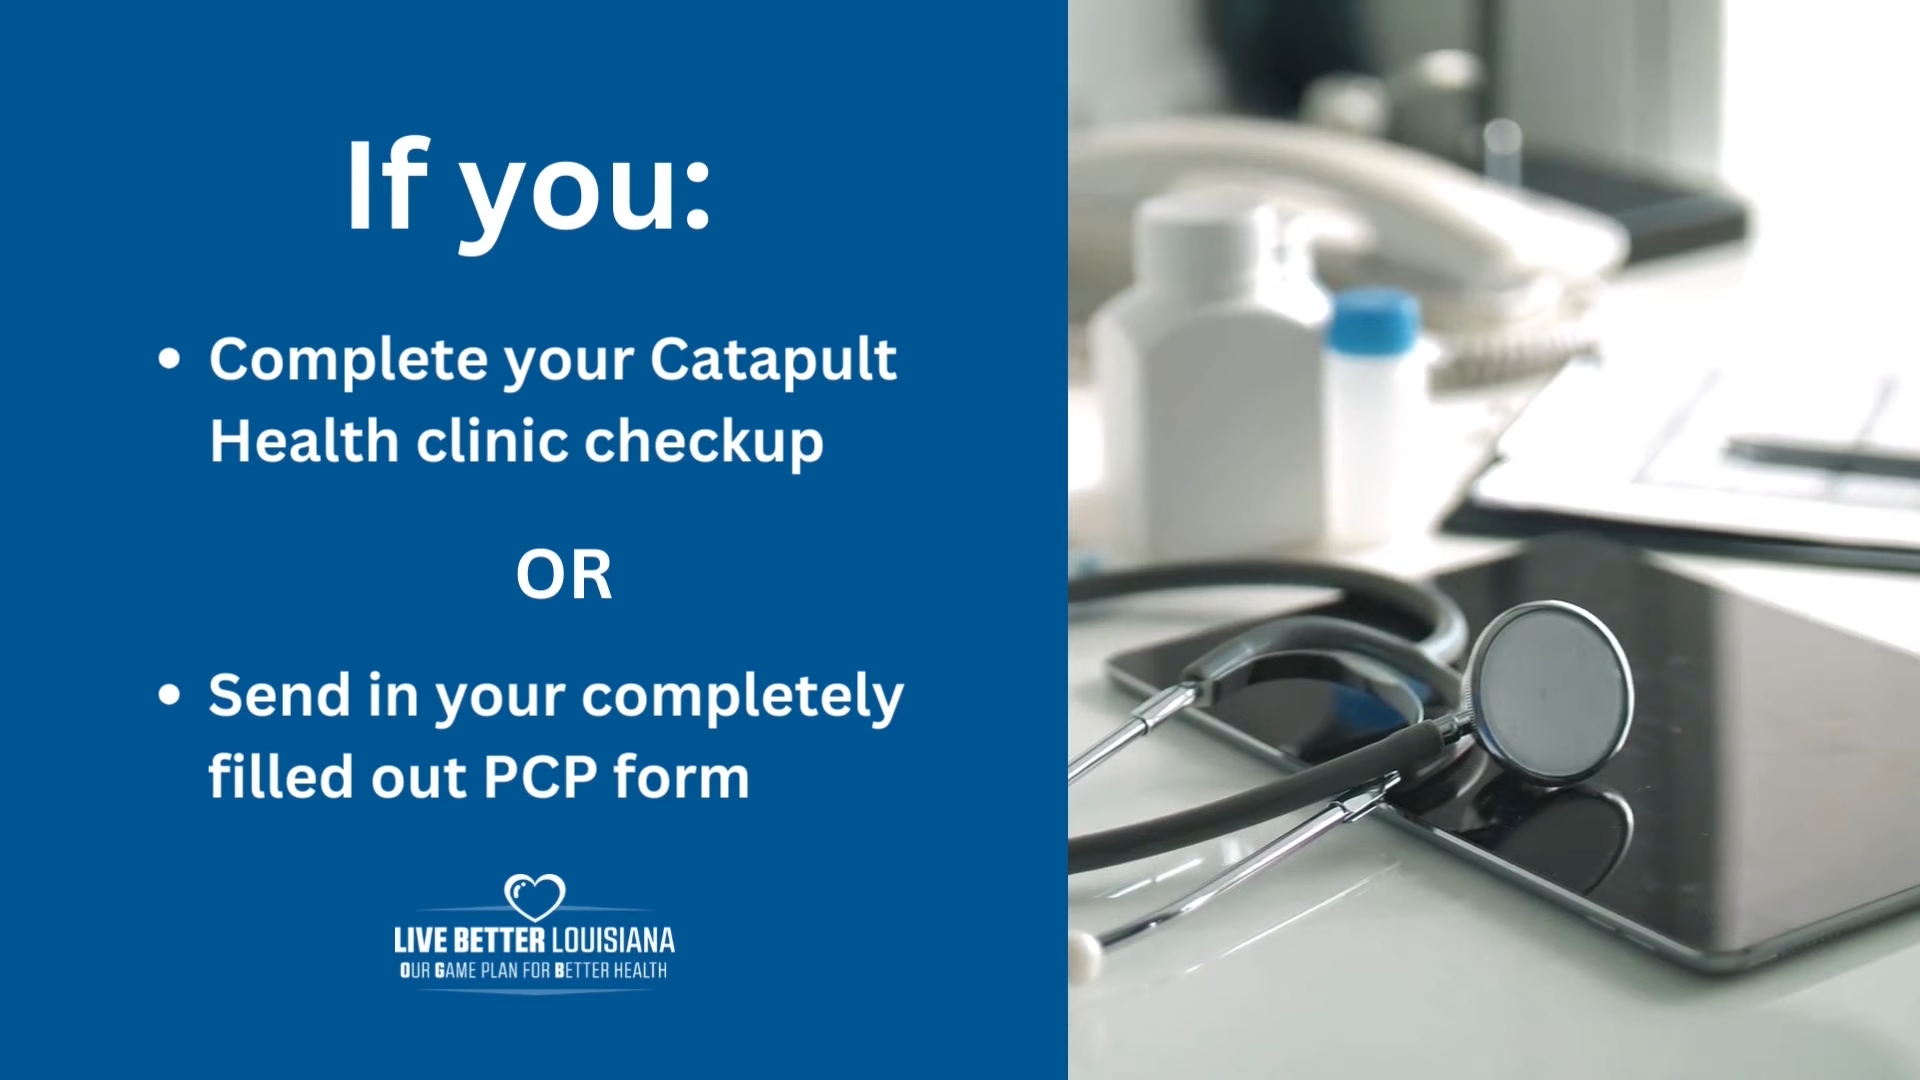 If you:
• Complete your Catapult
Health clinic checkup
OR
• Send in your completely
filled out PCP form
LIVE BETTER LOUISIANA
OUR GAME PLAN FOR BETTER HEALTH